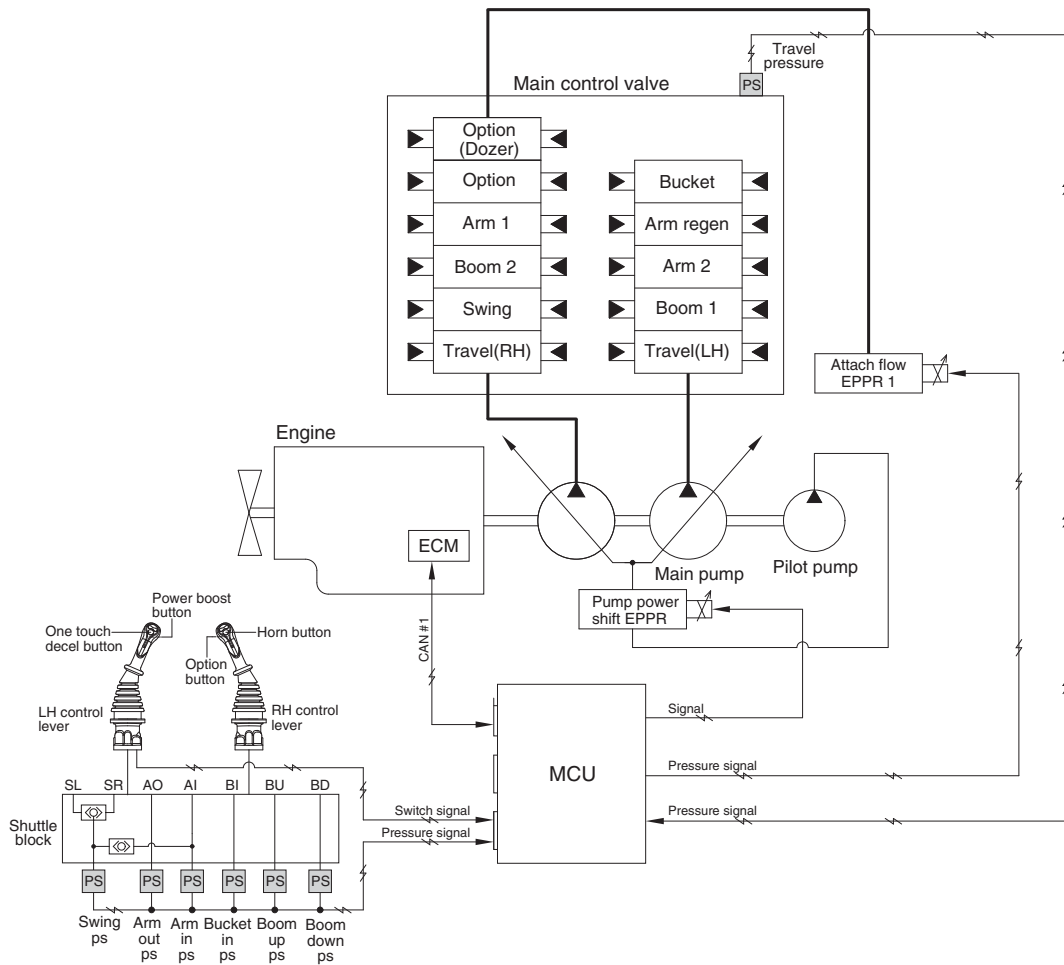 Travel
pressure
PS
Main control valve
Option
(Dozer)
Option
Arm 1
Boom 2
Swing
Travel(RH)
Bucket
Arm regen
Arm 2
Boom 1
Travel(LH)
Attach flow
EPPR 1
Engine
ECM
Main pump
Pilot pump
Pump power
shift EPPR
CAN #1
Power boost
button
One touch
decel button
Horn button
Option
button
LH control
lever
RH control
lever
MCU
Signal
Pressure signal
Pressure signal
Switch signal
Pressure signal
SL
SR
AO
AI
BI
BU
BD
Shuttle
block
PS
PS
PS
PS
PS
PS
Swing
ps
Arm
out
ps
Arm
in
ps
Bucket
in
ps
Boom
up
ps
Boom
down
ps